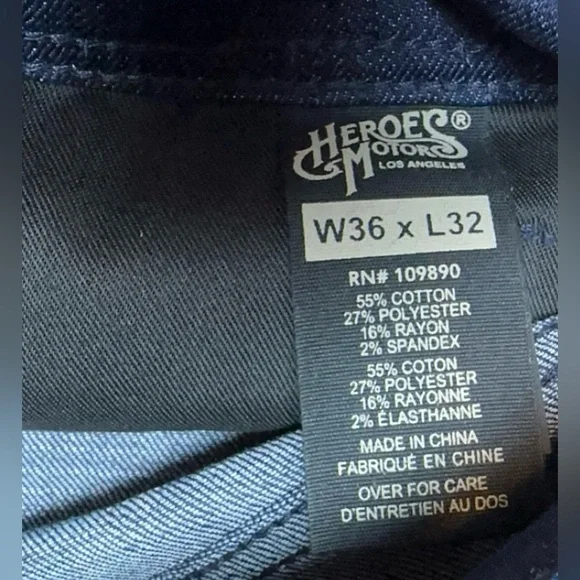 HEROES®
& MOTORS
LOS ANGELES
W36 x L32
RN# 109890
55% COTTON
27% POLYESTER
16% RAYON
2% SPANDEX
55% COTON
27% POLYESTER
16% RAYONNE
2% ÉLASTHANNE
MADE IN CHINA
FABRIQUÉ EN CHINE
OVER FOR CARE
D'ENTRETIEN AU DOS